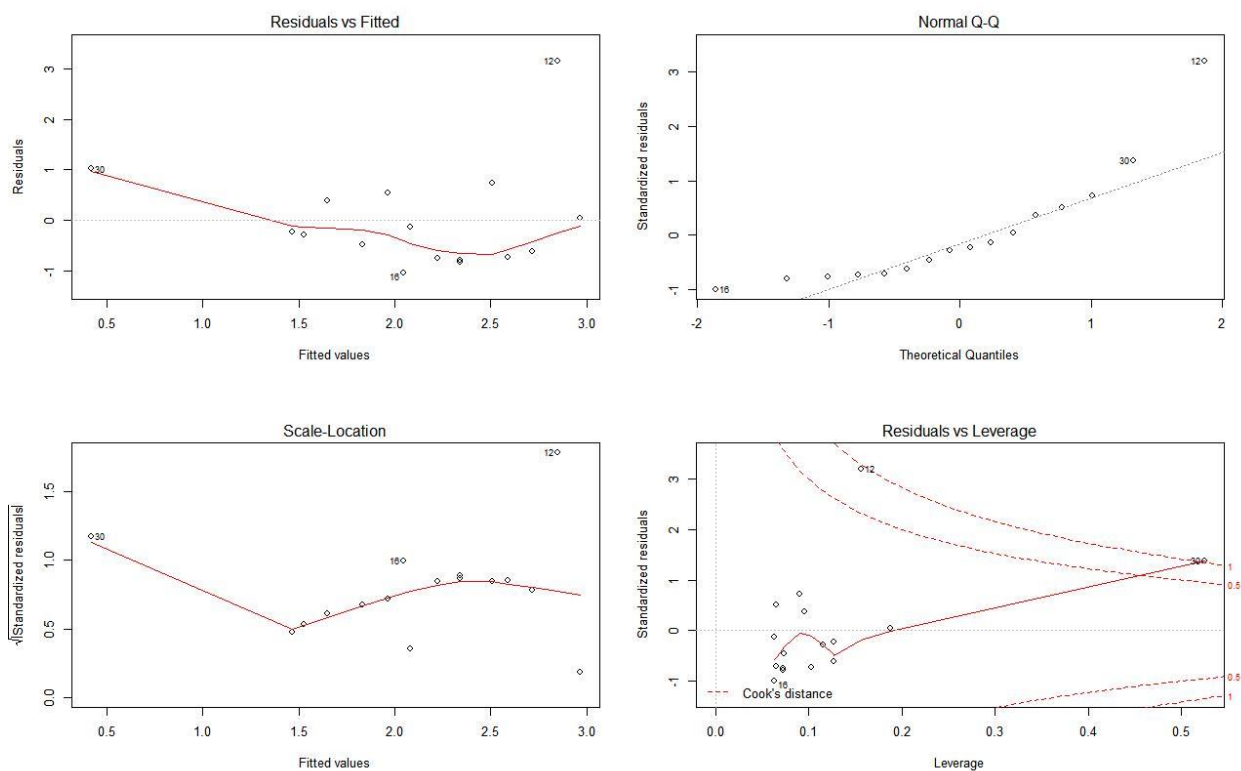 Residuals vs Fitted
12
3
2
1
0
-1
30
16
Residuals
0.5 1.0 1.5 2.0 2.5 3.0
Fitted values
Normal Q-Q
12
3
2
1
0
-1
30
16
Standardized residuals
-2 -1 0 1 2
Theoretical Quantiles
Scale-Location
12
1.5
1.0
0.5
0.0
30
16
√|Standardized residuals|
0.5 1.0 1.5 2.0 2.5 3.0
Fitted values
Residuals vs Leverage
12
3
2
1
0
-1
30
16
1
0.5
0.5
1
Cook's distance
Standardized residuals
0.0 0.1 0.2 0.3 0.4 0.5
Leverage